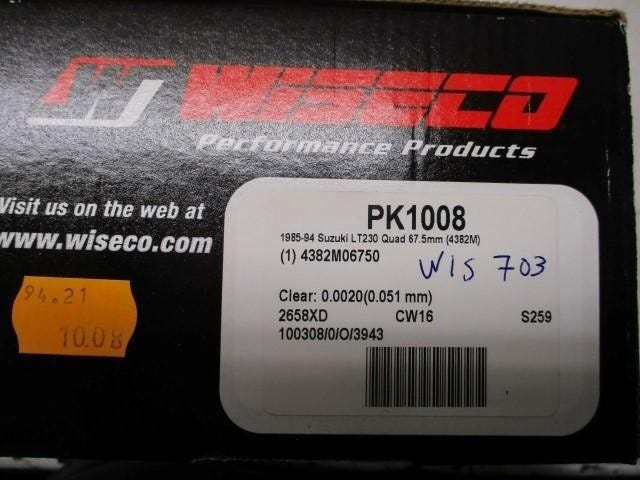 WISECO
Performance Products
Visit us on the web at
www.wiseco.com
PK1008
1985-94 Suzuki LT230 Quad 67.5mm (4382M)
(1) 4382M06750
WIS 703
Clear: 0.0020(0.051 mm)
2658XD CW16 S259
100308/0/O/3943
94.21
10.08